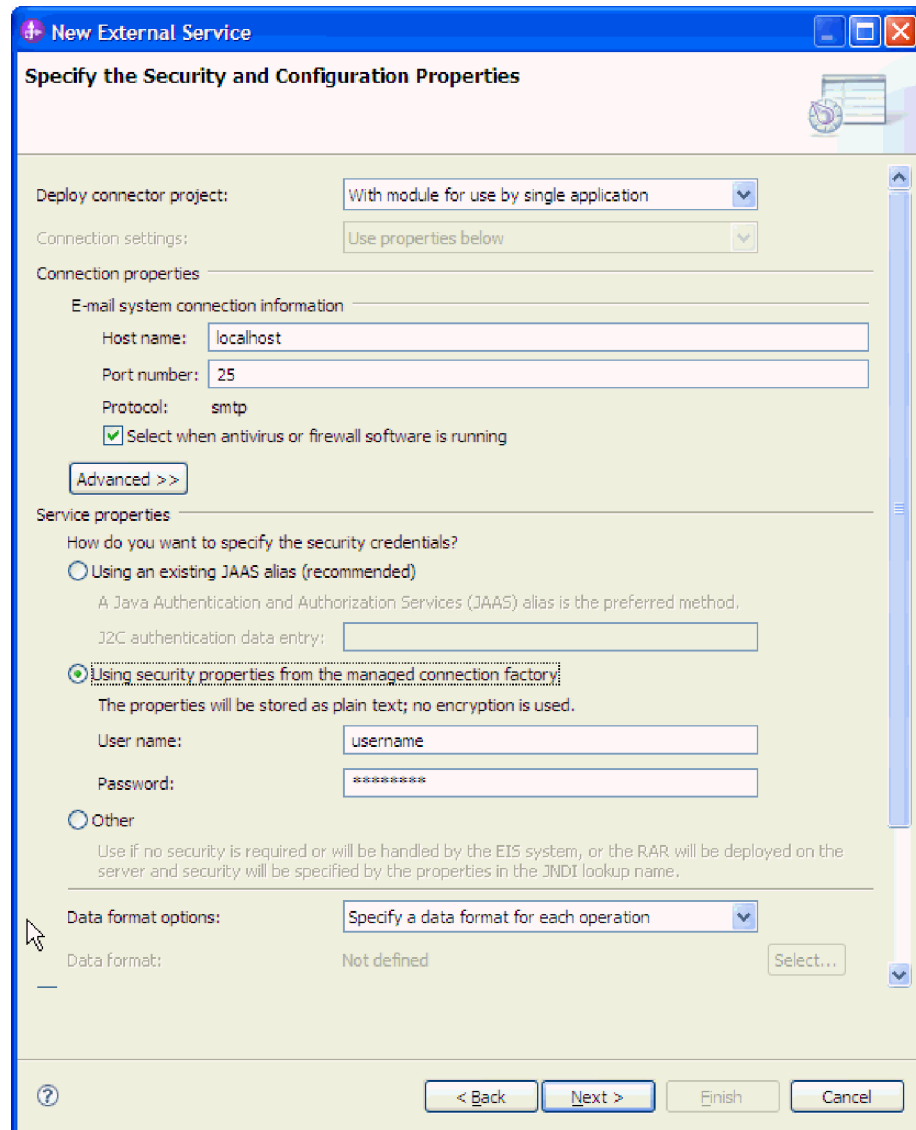 New External Service
Specify the Security and Configuration Properties
Deploy connector project: With module for use by single application
Connection settings: Use properties below
Connection properties
E-mail system connection information
Host name: localhost
Port number: 25
Protocol: smtp
Select when antivirus or firewall software is running
Advanced >>
Service properties
How do you want to specify the security credentials?
Using an existing JAAS alias (recommended)
A Java Authentication and Authorization Services (JAAS) alias is the preferred method.
J2C authentication data entry:
Using security properties from the managed connection factory
The properties will be stored as plain text; no encryption is used.
User name: username
Password: ********
Other
Use if no security is required or will be handled by the EIS system, or the RAR will be deployed on the
server and security will be specified by the properties in the JNDI lookup name.
Data format options: Specify a data format for each operation
Data format: Not defined Select...
? < Back Next > Finish Cancel